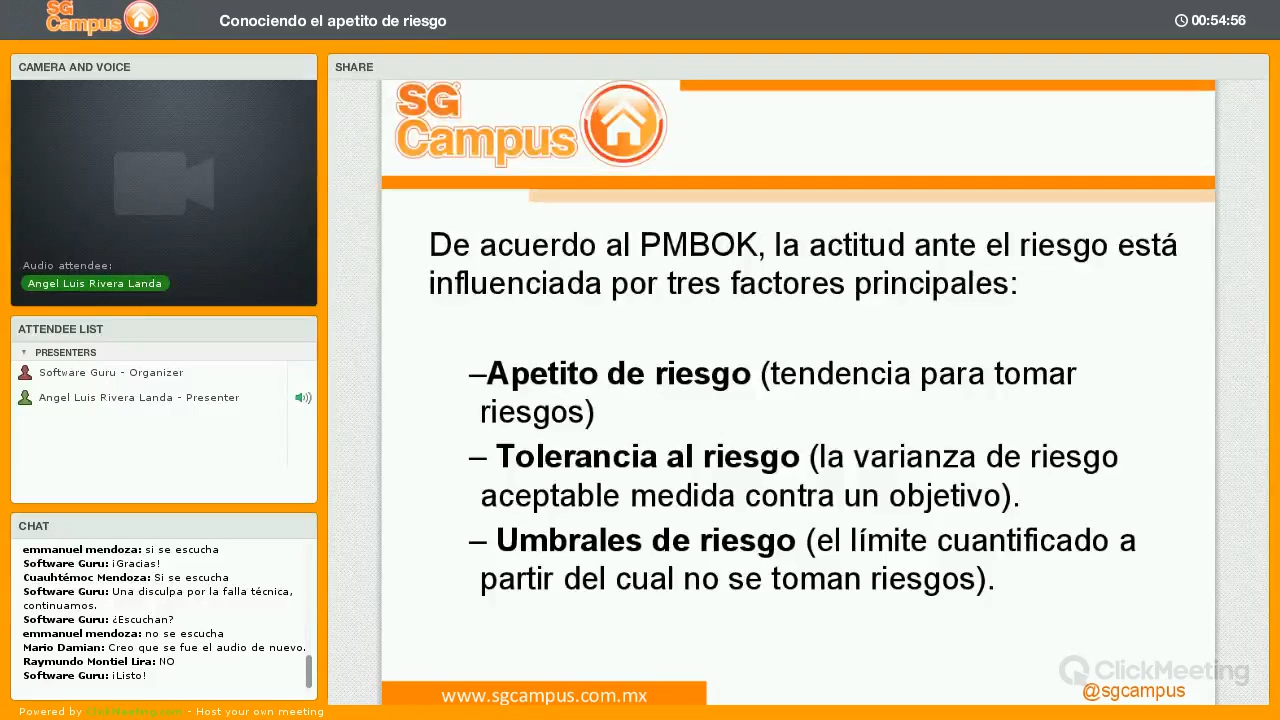 SG Campus
Conociendo el apetito de riesgo
00:54:56
CAMERA AND VOICE
Audio attendee:
Angel Luis Rivera Landa
ATTENDEE LIST
PRESENTERS
Software Guru - Organizer
Angel Luis Rivera Landa - Presenter
CHAT
emmanuel mendoza: si se escucha
Software Guru: ¡Gracias!
Cuauhtémoc Mendoza: Si se escucha
Software Guru: Una disculpa por la falla técnica,
continuamos.
Software Guru: ¿Escuchan?
emmanuel mendoza: no se escucha
Mario Damian: Creo que se fue el audio de nuevo.
Raymundo Montiel Lira: NO
Software Guru: ¡Listo!
Powered by ClickMeeting.com - Host your own meeting
SHARE
SG
Campus
De acuerdo al PMBOK, la actitud ante el riesgo está
influenciada por tres factores principales:
–Apetito de riesgo (tendencia para tomar
riesgos)
– Tolerancia al riesgo (la varianza de riesgo
aceptable medida contra un objetivo).
– Umbrales de riesgo (el límite cuantificado a
partir del cual no se toman riesgos).
ClickMeeting
www.sgcampus.com.mx
@sgcampus